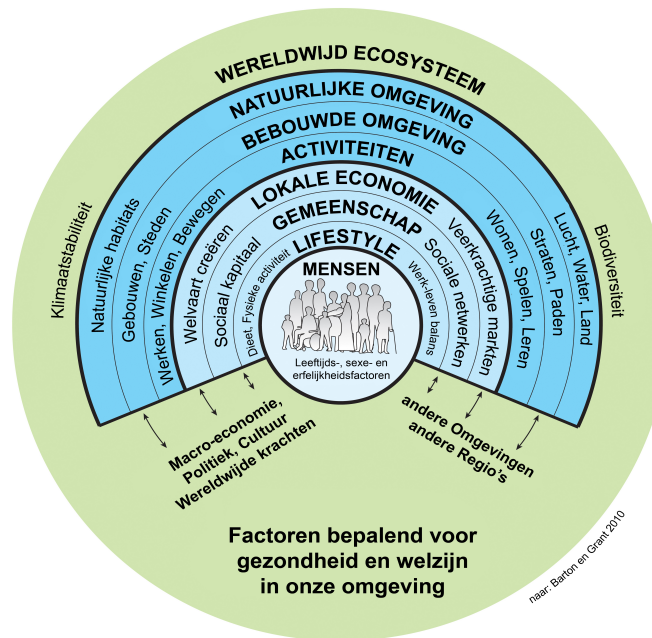 WERELDWIJD ECOSYSTEEM
NATUURLIJKE OMGEVING
BEBOUWDE OMGEVING
ACTIVITEITEN
LOKALE ECONOMIE
GEMEENSCHAP
LIFESTYLE
MENSEN
Leeftijds-, sexe- en
erfelijkheidsfactoren
Klimaatstabiliteit
Natuurlijke habitats
Gebouwen, Steden
Werken, Winkelen, Bewegen
Welvaart creëren
Sociaal kapitaal
Dieet, Fysieke activiteit
Werk-leven balans
Sociale netwerken
Veerkrachtige markten
Wonen, Spelen, Leren
Straten, Paden
Lucht, Water, Land
Biodiversiteit
Macro-economie,
Politiek, Cultuur
Wereldwijde krachten
andere Omgevingen
andere Regio's
Factoren bepalend voor
gezondheid en welzijn
in onze omgeving
naar: Barton en Grant 2010